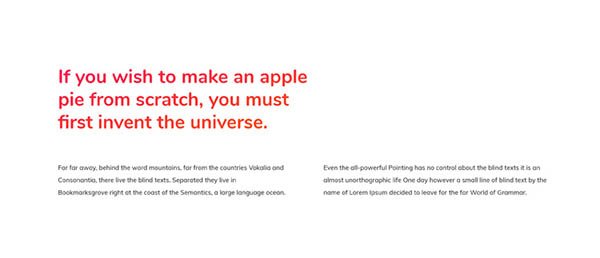 If you wish to make an apple
pie from scratch, you must
first invent the universe.
Far far away, behind the word mountains, far from the countries Vokalia and
Consonantia, there live the blind texts. Separated they live in
Bookmarksgrove right at the coast of the Semantics, a large language ocean.
Even the all-powerful Pointing has no control about the blind texts it is an
almost unorthographic life One day however a small line of blind text by the
name of Lorem Ipsum decided to leave for the far World of Grammar.